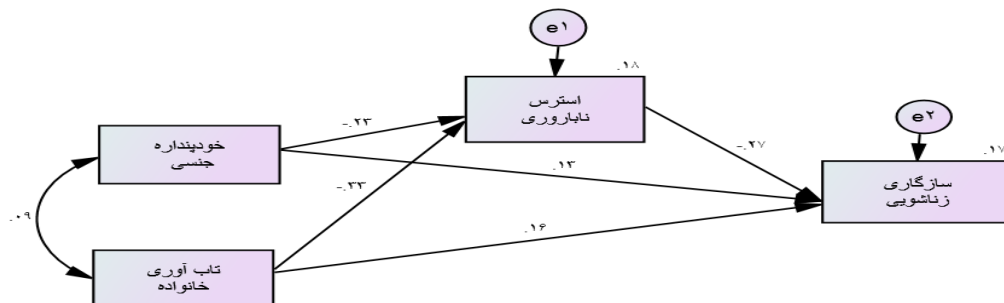 e۱
.۱۸
استرس
ناباروری
e۲
-.۲۳
.۱۷
خودپنداره
جنسی
-.۲۷
.۱۳
سازگاری
زناشویی
-.۳۳
.۰۹
.۱۶
تاب آوری
خانواده